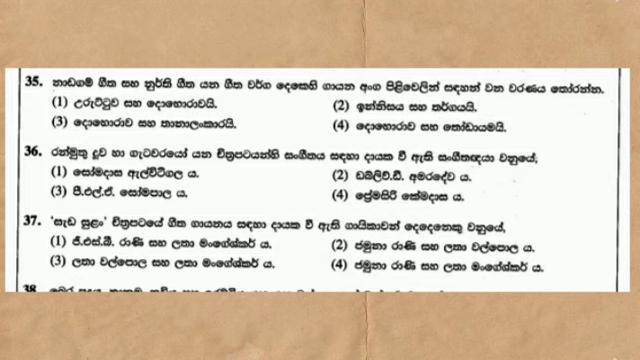 35. නාඩගම් ගීත සහ නූර්ති ගීත යන ගීත වර්ග දෙකෙහි ගායන අංග පිළිවෙලින් සඳහන් වන වරණය තෝරන්න.
(1) උරුට්ටුව සහ දොහොරාවයි. (2) ඉන්නිසය සහ තර්ගයයි.
(3) දොහොරාව සහ තානාලංකාරයි. (4) දොහොරාව සහ තෝඩායමයි.
36. රන්මුතු දූව හා ගැටවරයෝ යන චිත්‍රපටයන්හි සංගීතය සඳහා දායක වී ඇති සංගීතඥයා වනුයේ,
(1) සෝමදාස ඇල්විටිගල ය. (2) ඩබ්ලිව්.ඩී. අමරදේව ය.
(3) පී.එල්.ඒ. සෝමපාල ය. (4) ප්‍රේමසිරි කේමදාස ය.
37. 'සැඩ සුළං' චිත්‍රපටයේ ගීත ගායනය සඳහා දායක වී ඇති ගායිකාවන් දෙදෙනෙකු වනුයේ,
(1) ජී.එස්.බී. රාණි සහ ලතා මංගේශ්කර් ය. (2) ජමුනා රාණි සහ ලතා වල්පොල ය.
(3) ලතා වල්පොල සහ ලතා මංගේශ්කර් ය. (4) ජමුනා රාණි සහ ලතා මංගේශ්කර් ය.
38